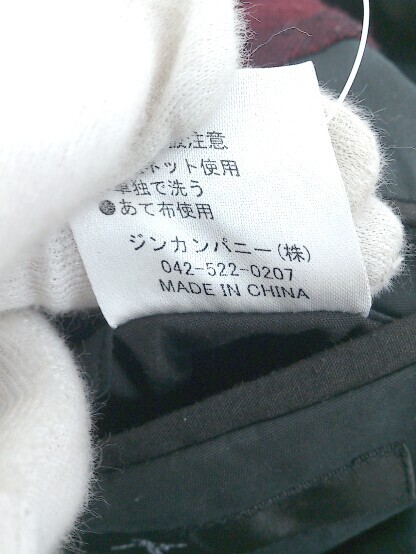 注意
ネット使用
単独で洗う
●あて布使用
ジンカンパニー(株)
042-522-0207
MADE IN CHINA